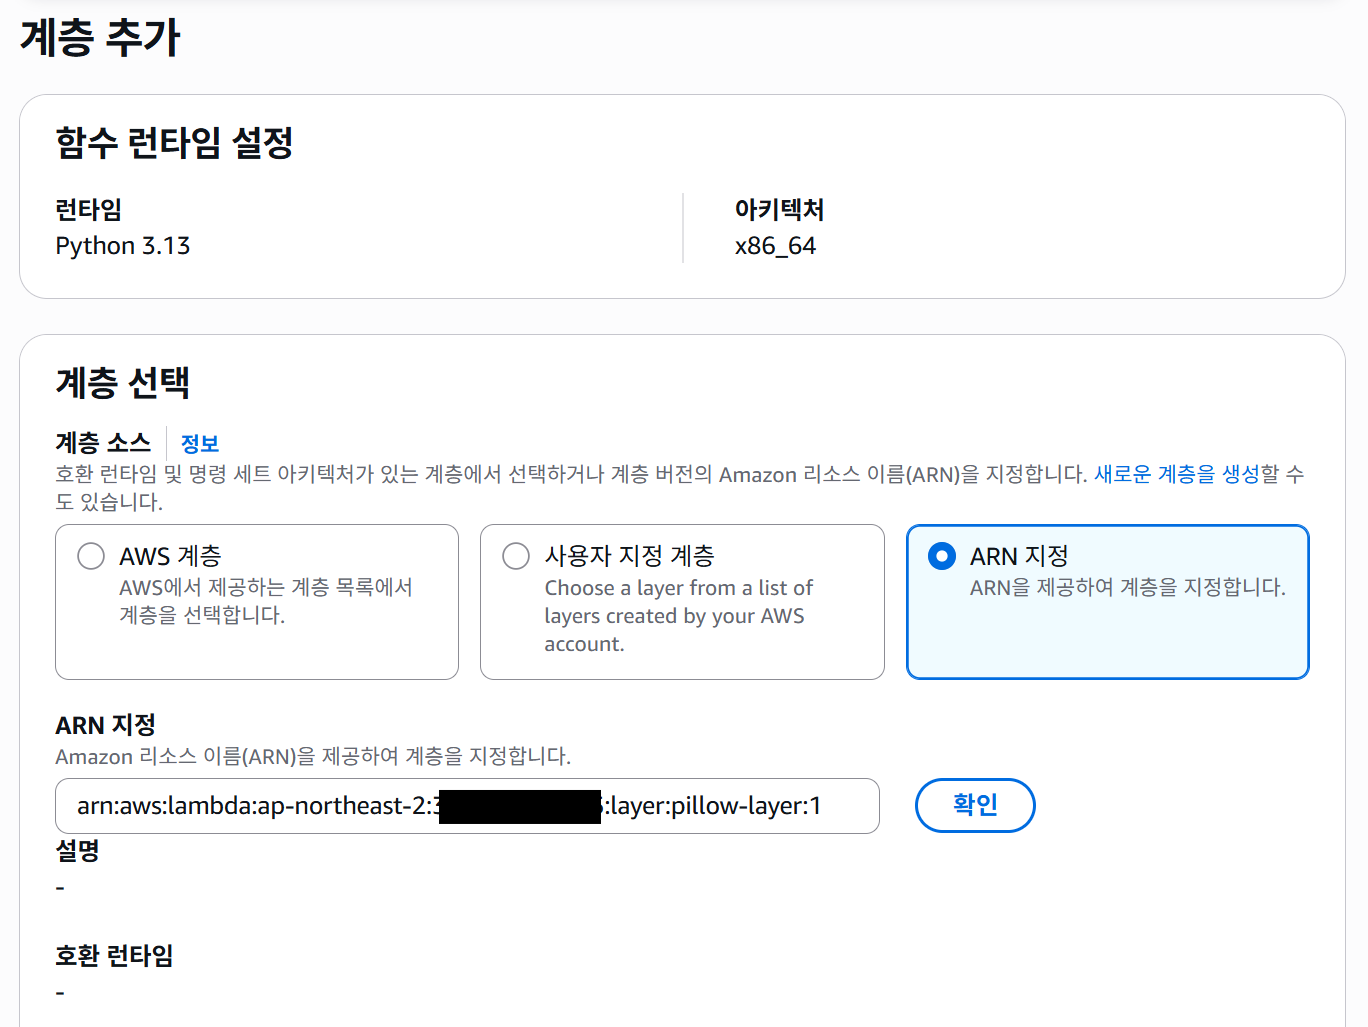 계층 추가
함수 런타임 설정
런타임
Python 3.13
아키텍처
x86_64
계층 선택
계층 소스 정보
호환 런타임 및 명령 세트 아키텍처가 있는 계층에서 선택하거나 계층 버전의 Amazon 리소스 이름(ARN)을 지정합니다. 새로운 계층을 생성할 수
도 있습니다.
AWS 계층
AWS에서 제공하는 계층 목록에서
계층을 선택합니다.
사용자 지정 계층
Choose a layer from a list of
layers created by your AWS
account.
ARN 지정
ARN을 제공하여 계층을 지정합니다.
ARN 지정
Amazon 리소스 이름(ARN)을 제공하여 계층을 지정합니다.
arn:aws:lambda:ap-northeast-2: :layer:pillow-layer:1
확인
설명
-
호환 런타임
-